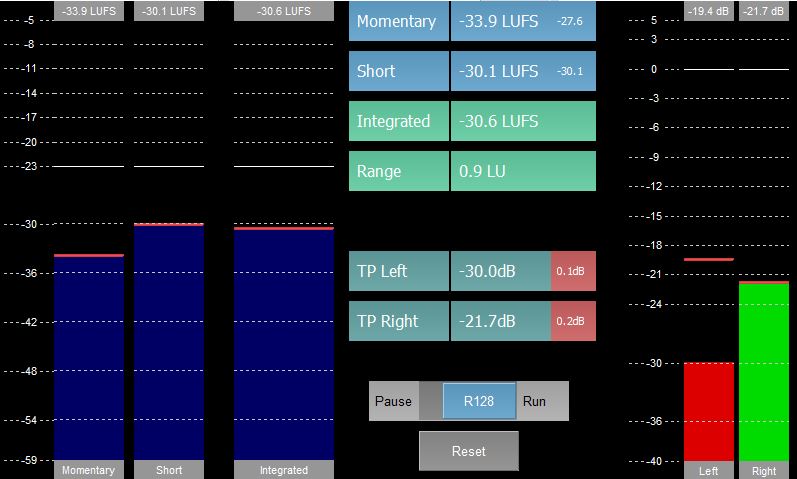 -33.9 LUFS -30.1 LUFS -30.6 LUFS
-5
-8
-11
-14
-17
-20
-23
-30
-36
-42
-48
-54
-59
Momentary Short Integrated
Momentary -33.9 LUFS -27.6
Short -30.1 LUFS -30.1
Integrated -30.6 LUFS
Range 0.9 LU
TP Left -30.0dB 0.1dB
TP Right -21.7dB 0.2dB
Pause R128 Run
Reset
-19.4 dB -21.7 dB
5
3
0
-3
-6
-9
-12
-15
-18
-21
-24
-30
-36
-40
Left Right